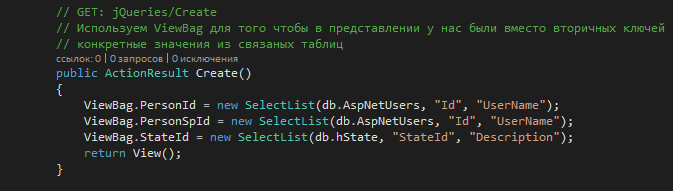 // GET: jQueries/Create
// Используем ViewBag для того чтобы в представлении у нас были вместо вторичных ключей
// конкретные значения из связаных таблиц
ссылок: 0 | 0 запросов | 0 исключения
public ActionResult Create()
{
ViewBag.PersonId = new SelectList(db.AspNetUsers, "Id", "UserName");
ViewBag.PersonSpId = new SelectList(db.AspNetUsers, "Id", "UserName");
ViewBag.StateId = new SelectList(db.hState, "StateId", "Description");
return View();
}